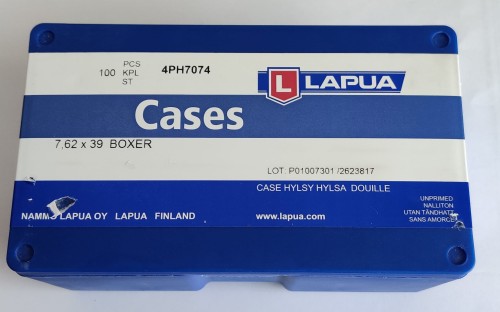 100 PCS KPL ST 4PH7074
L LAPUA
Cases
7,62 x 39 BOXER
LOT P01007301 /2623817
CASE HYLSY HYLSA DOUILLE
UNPRIMED
NALLITON
UTAN TÄNDHATT
SANS AMORCE
NAMMO LAPUA OY LAPUA FINLAND www.lapua.com